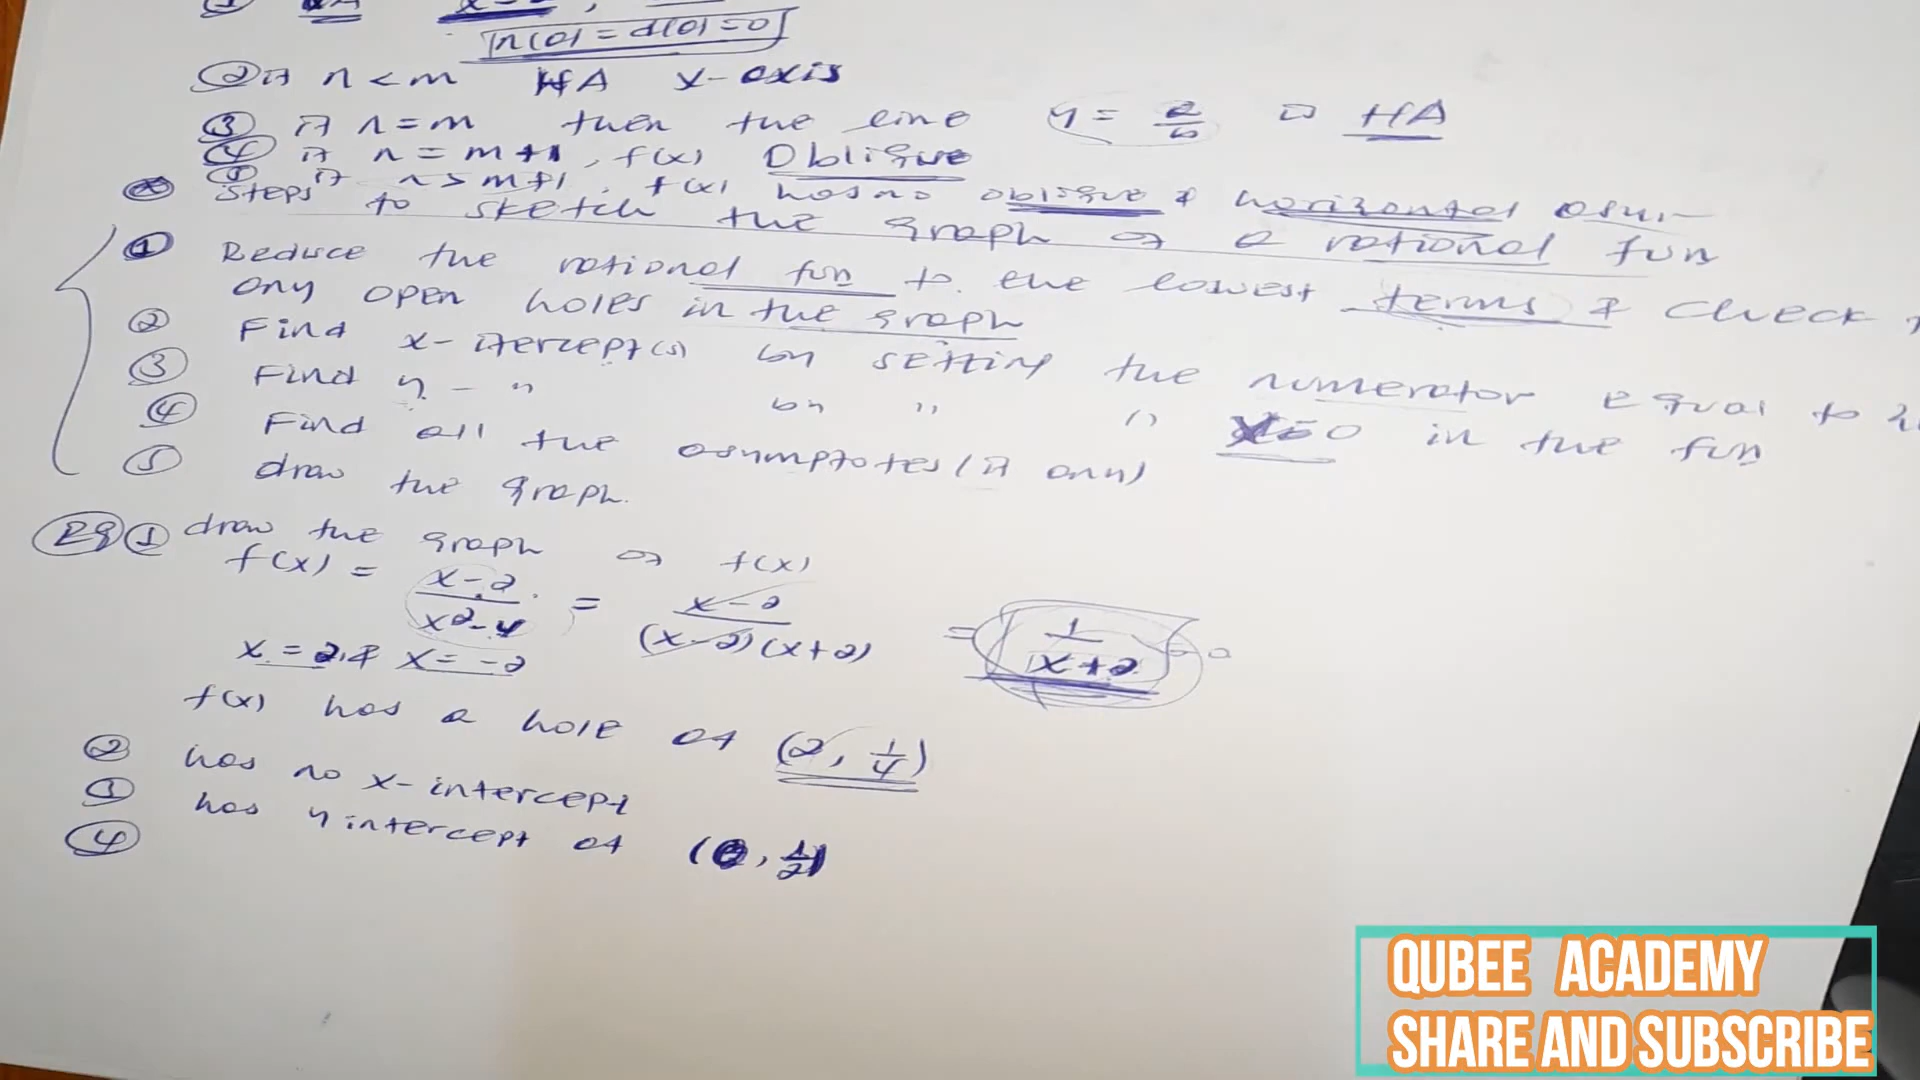 n(0) = d(0) = 0
② if n < m HA x-axis
③ if n = m then the line y = a/b is HA
④ if n = m + 1, f(x) Oblique
⑤ if n > m + 1, f(x) has no oblique & horizontal asym
* Steps to sketch the graph of a rational fun
① Reduce the rational fun to the lowest terms & check
any open holes in the graph
② Find x-itercept(s) by setting the numerator equal to
③ Find y - " by " " x=0 in the fun
④ Find all the asymptotes (if any)
⑤ draw the graph.
Eg ① draw the graph of f(x)
f(x) = x-2 / x²-4 = x-2 / (x-2)(x+2) = 1 / x+2 = 0
x = 2 & x = -2
f(x) has a hole at (2, 1/4)
② has no x-intercept
③ has y intercept at (0, 1/2)
④
QUBEE ACADEMY
SHARE AND SUBSCRIBE